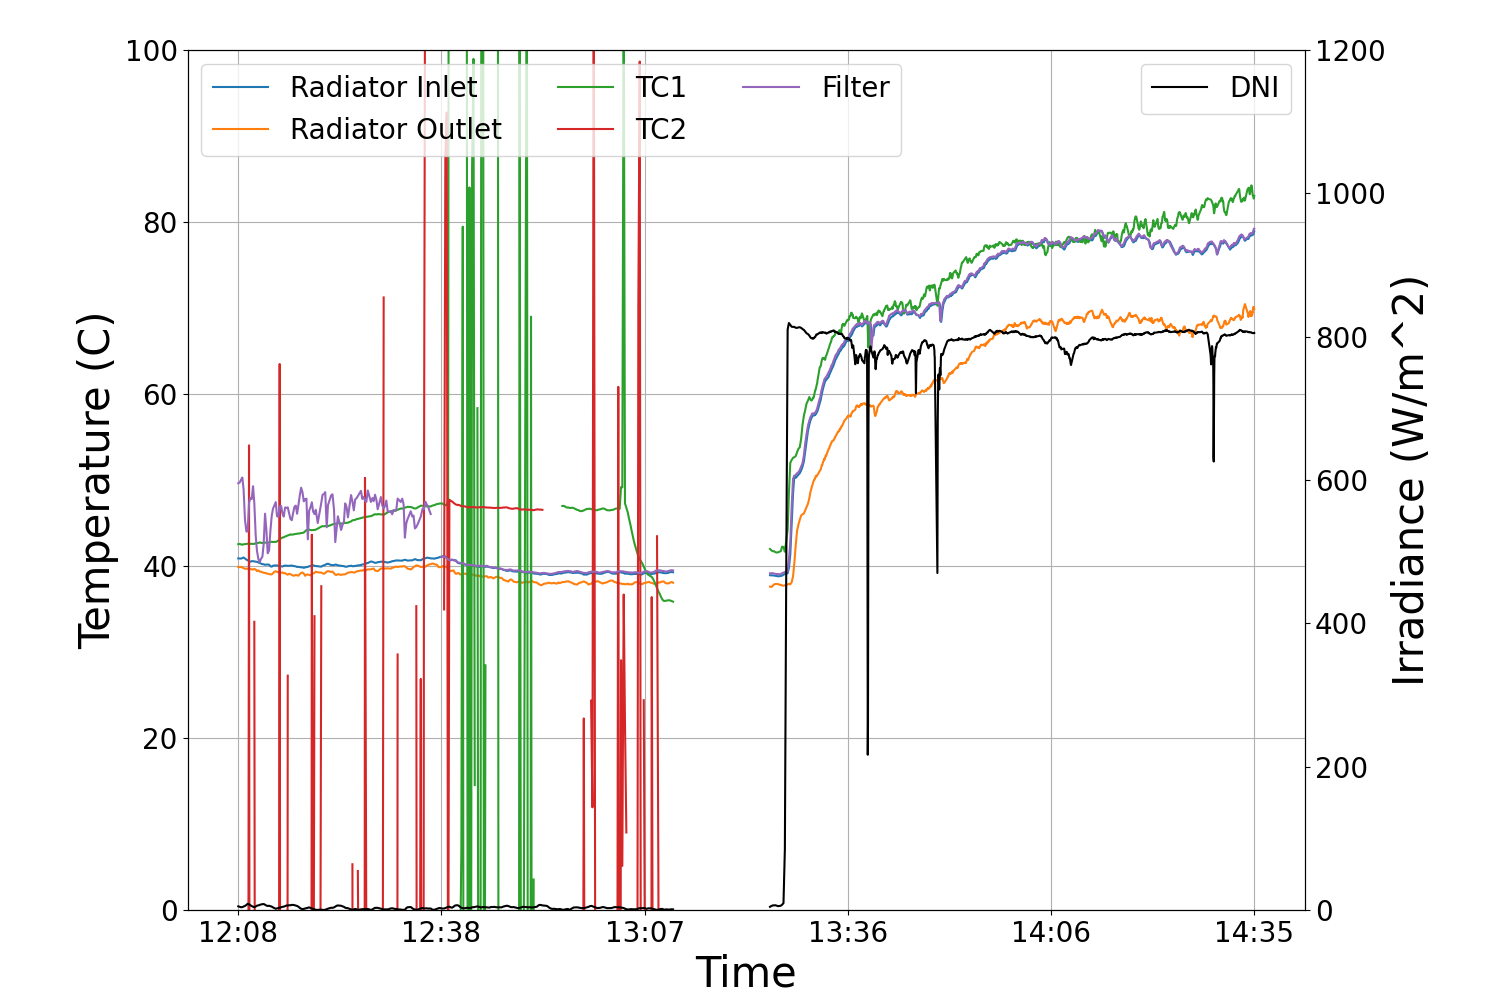 Radiator Inlet
Radiator Outlet
TC1
TC2
Filter
DNI
100
80
60
40
20
0
Temperature (C)
1200
1000
800
600
400
200
0
Irradiance (W/m^2)
12:08 12:38 13:07 13:36 14:06 14:35
Time